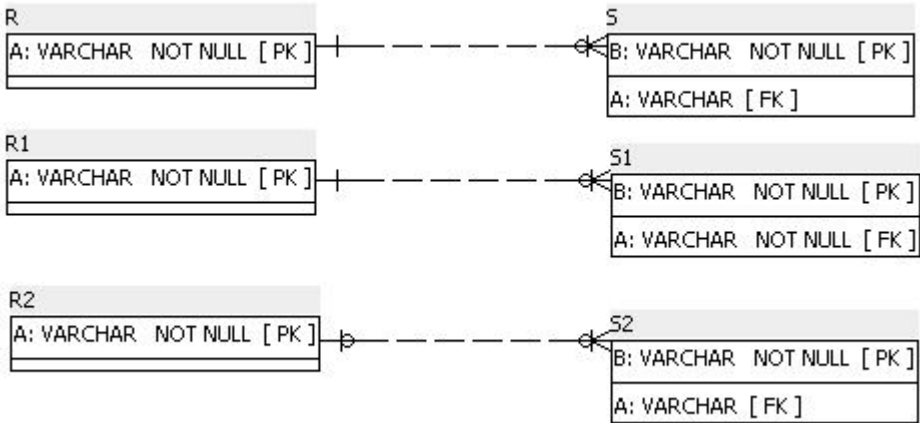 R
A: VARCHAR NOT NULL [ PK ]
S
B: VARCHAR NOT NULL [ PK ]
A: VARCHAR [ FK ]
R1
A: VARCHAR NOT NULL [ PK ]
S1
B: VARCHAR NOT NULL [ PK ]
A: VARCHAR NOT NULL [ FK ]
R2
A: VARCHAR NOT NULL [ PK ]
S2
B: VARCHAR NOT NULL [ PK ]
A: VARCHAR [ FK ]